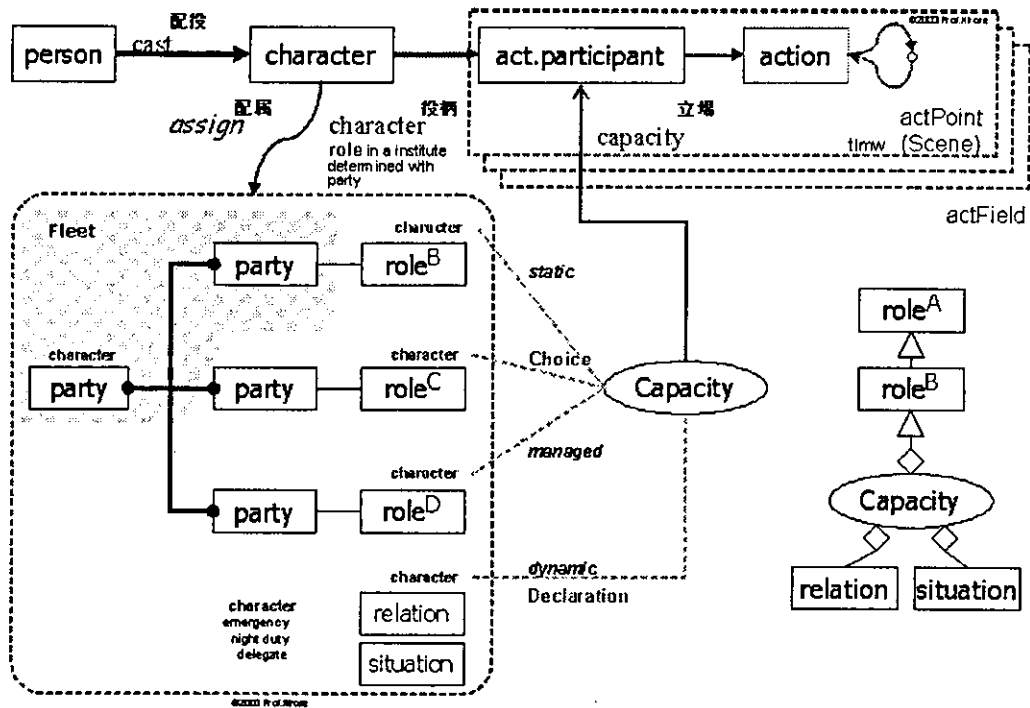 配役
person
cast
character
act.participant
action
配属
assign
役柄
character
role in a institute
determined with
party
立場
capacity
actPoint
timw (Scene)
actField
Fleet
character
party
party
role B
character
static
character
party
role C
Choice
character
party
role D
managed
Capacity
character
dynamic
Declaration
character
emergency
night duty
delegate
relation
situation
role A
role B
Capacity
relation
situation